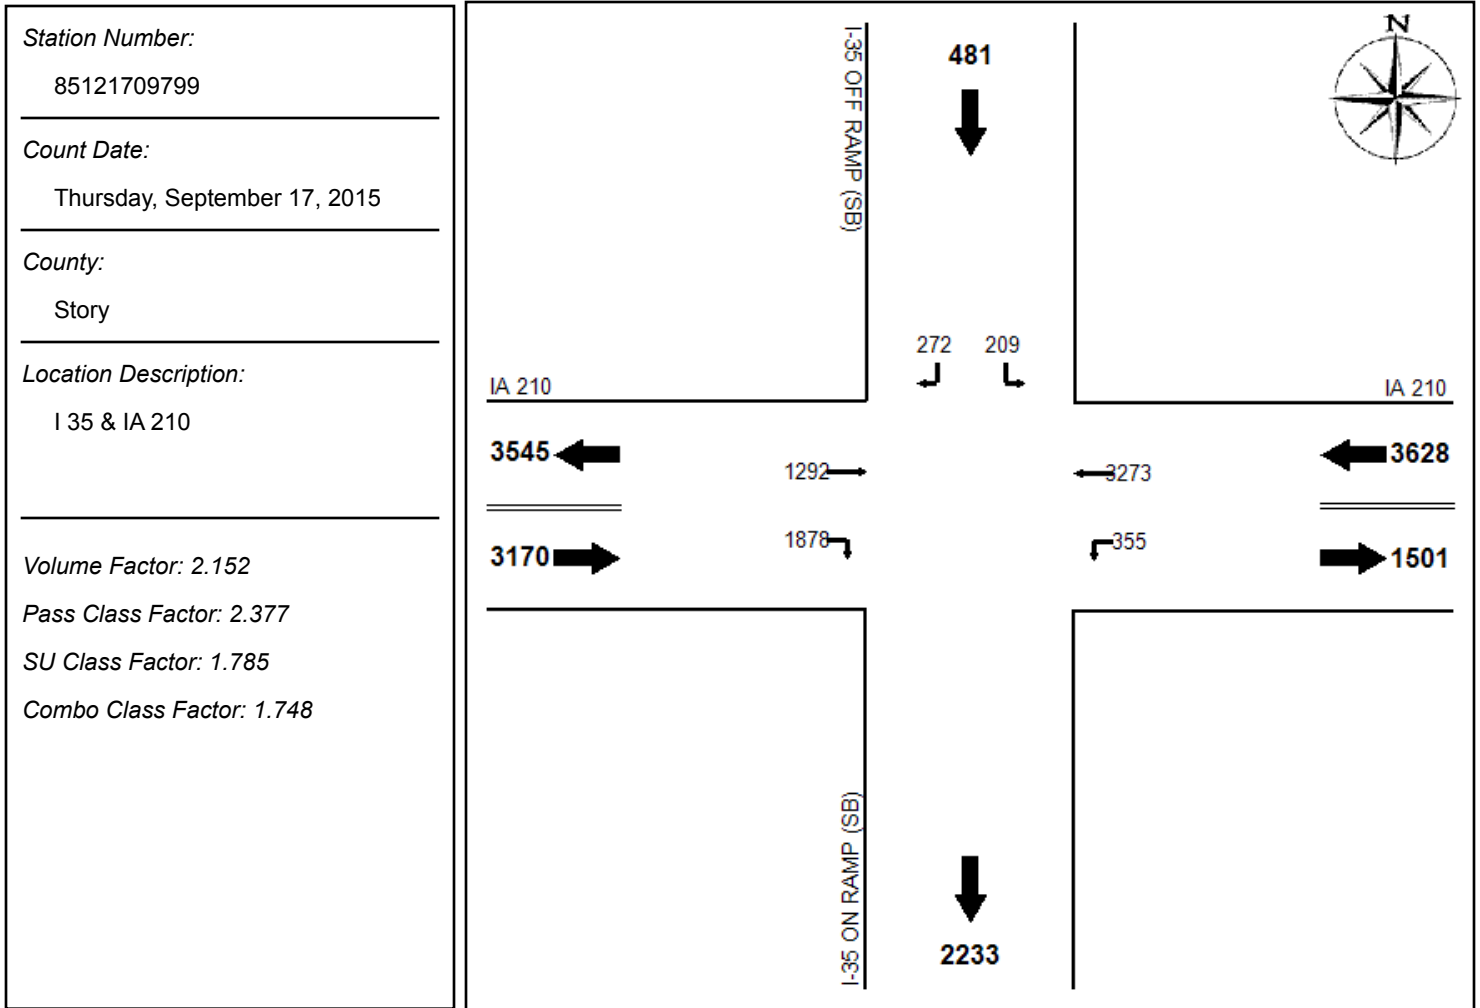 Station Number:
85121709799
Count Date:
Thursday, September 17, 2015
County:
Story
Location Description:
I 35 & IA 210
Volume Factor: 2.152
Pass Class Factor: 2.377
SU Class Factor: 1.785
Combo Class Factor: 1.748
N
I-35 OFF RAMP (SB)
481
272 209
IA 210
IA 210
3545
1292
3273
3628
3170
1878
355
1501
I-35 ON RAMP (SB)
2233